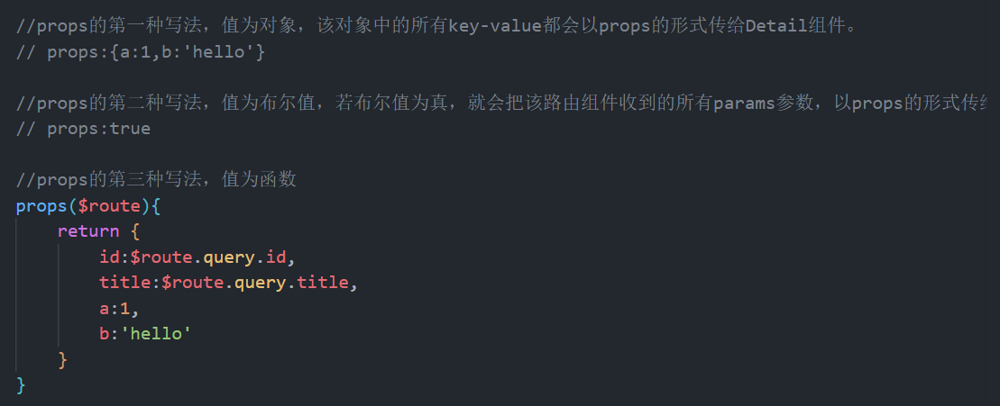 //props的第一种写法，值为对象，该对象中的所有key-value都会以props的形式传给Detail组件。
// props:{a:1,b:'hello'}
//props的第二种写法，值为布尔值，若布尔值为真，就会把该路由组件收到的所有params参数，以props的形式传给
// props:true
//props的第三种写法，值为函数
props($route){
    return {
        id:$route.query.id,
        title:$route.query.title,
        a:1,
        b:'hello'
    }
}